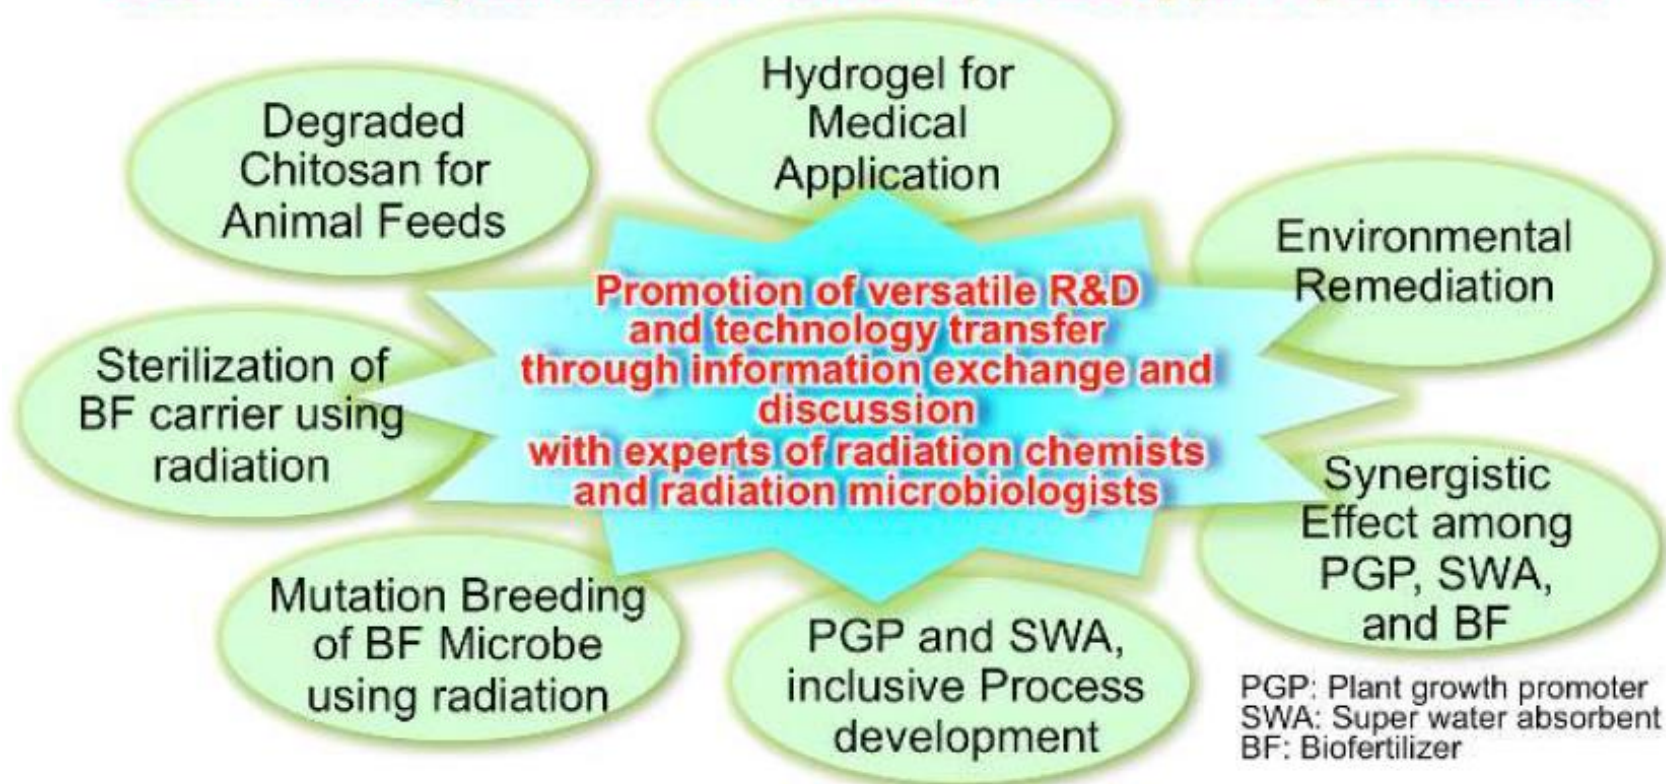 Hydrogel for
Medical
Application
Degraded
Chitosan for
Animal Feeds
Environmental
Remediation
Promotion of versatile R&D
and technology transfer
through information exchange and
discussion
with experts of radiation chemists
and radiation microbiologists
Sterilization of
BF carrier using
radiation
Synergistic
Effect among
PGP, SWA,
and BF
Mutation Breeding
of BF Microbe
using radiation
PGP and SWA,
inclusive Process
development
PGP: Plant growth promoter
SWA: Super water absorbent
BF: Biofertilizer